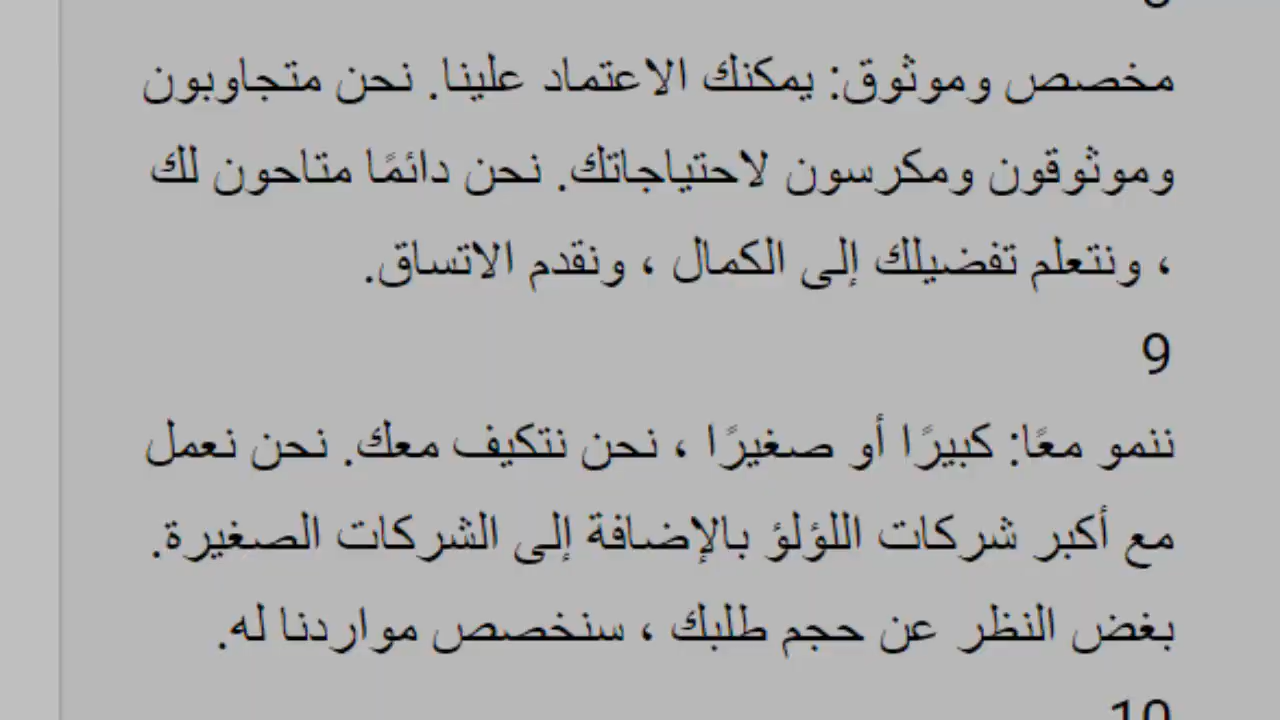 مخصص وموثوق: يمكنك الاعتماد علينا. نحن متجاوبون
وموثوقون ومكرسون لاحتياجاتك. نحن دائمًا متاحون لك
، ونتعلم تفضيلك إلى الكمال ، ونقدم الاتساق.
9
ننمو معًا: كبيرًا أو صغيرًا ، نحن نتكيف معك. نحن نعمل
مع أكبر شركات اللؤلؤ بالإضافة إلى الشركات الصغيرة.
بغض النظر عن حجم طلبك ، سنخصص مواردنا له.
10